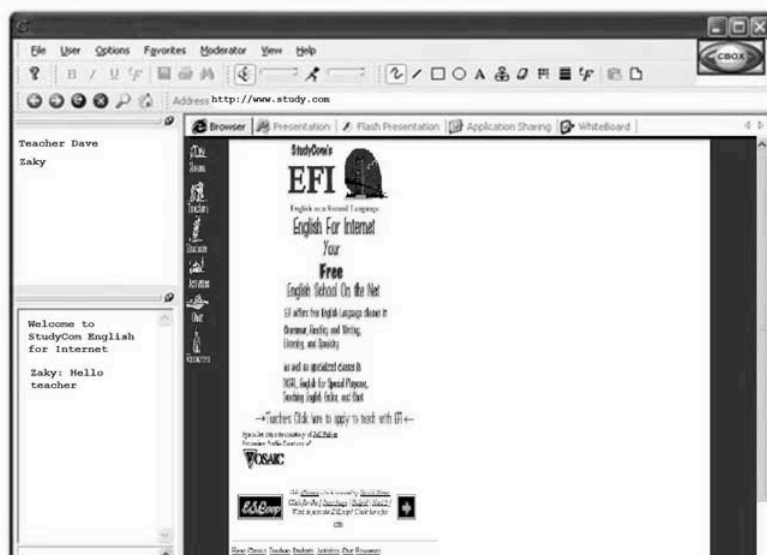 File User Options Favorites Moderator View Help
CBOX
Address http://www.study.com
Browser Presentation Flash Presentation Application Sharing WhiteBoard
Teacher Dave
Zaky
Welcome to
StudyCom English
for Internet
Zaky: Hello
teacher
Teachers
Chat
Resources
StudyCom's
EFI
English as a Second Language
English For Internet
Your
Free
English School On the Net
EFI offers free English Language classes in
Grammar, Reading and Writing,
Listening, and Speaking
as well as specialized classes in
TOEFL, English for Special Purposes,
Teaching English Online, and Chat
→Teachers: Click here to apply to teach with EFI←
VOSAIC
ESLoop